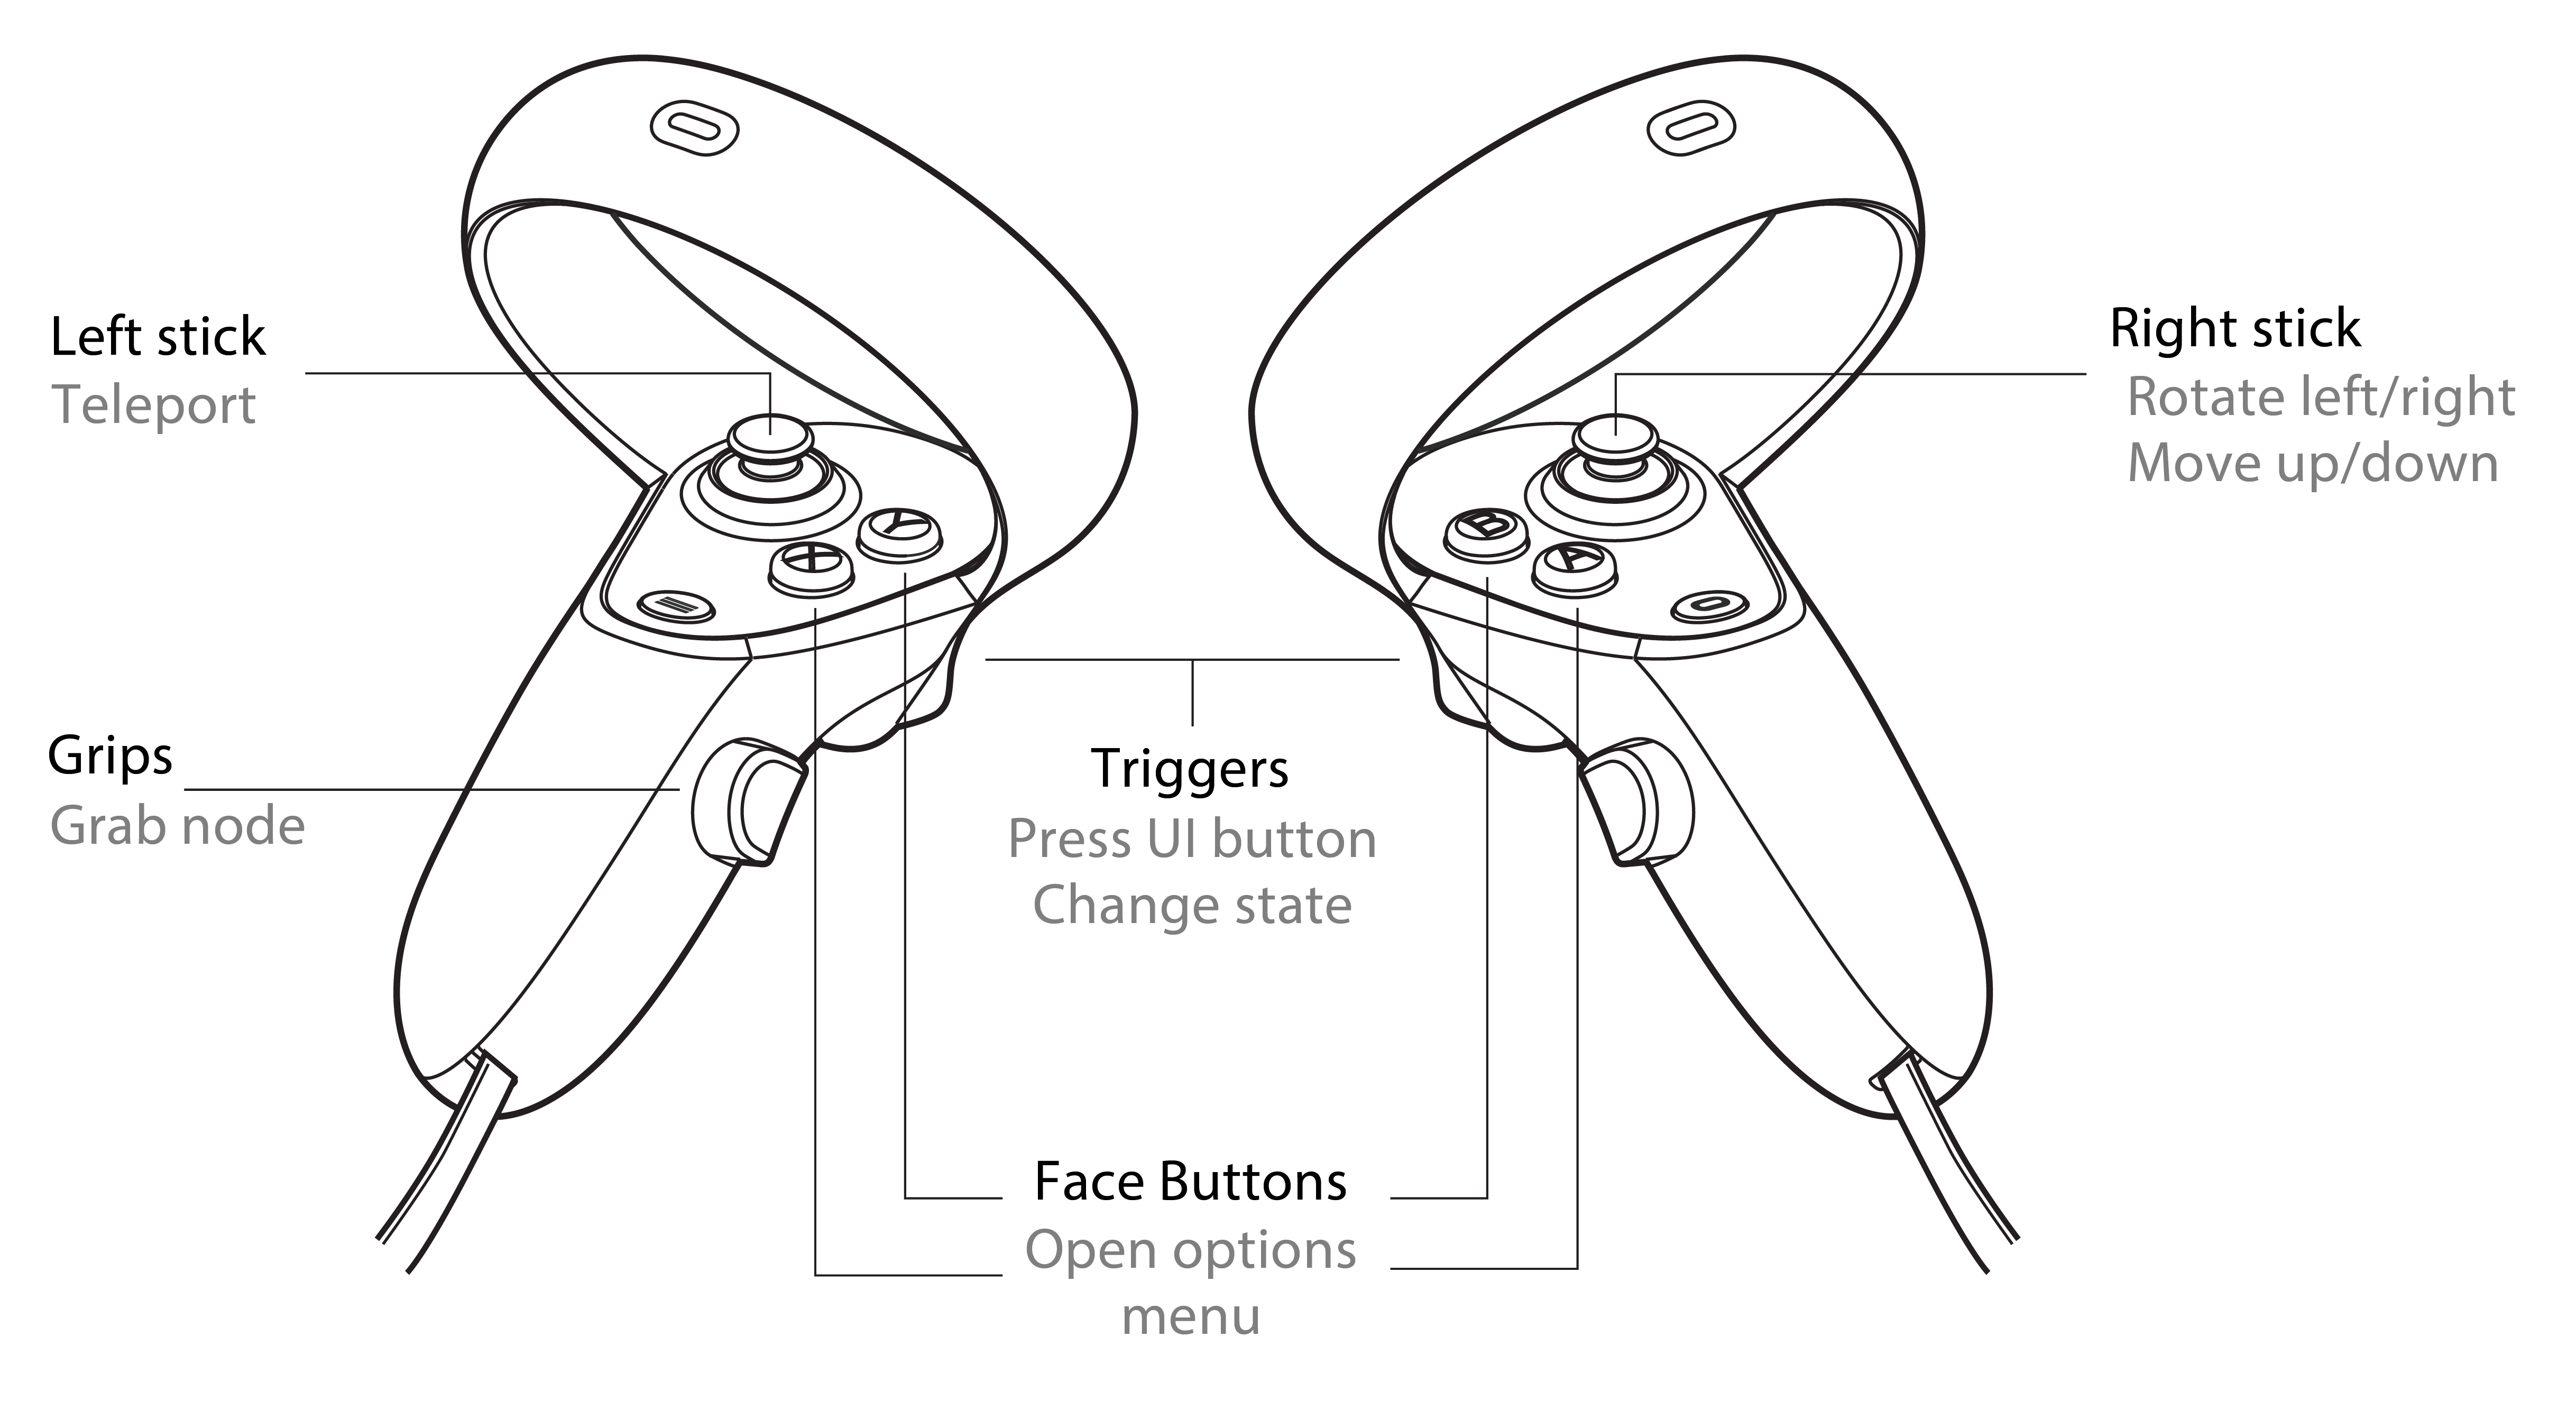 Left stick
Teleport
Right stick
Rotate left/right
Move up/down
Y
X
B
A
Grips
Grab node
Triggers
Press UI button
Change state
Face Buttons
Open options
menu